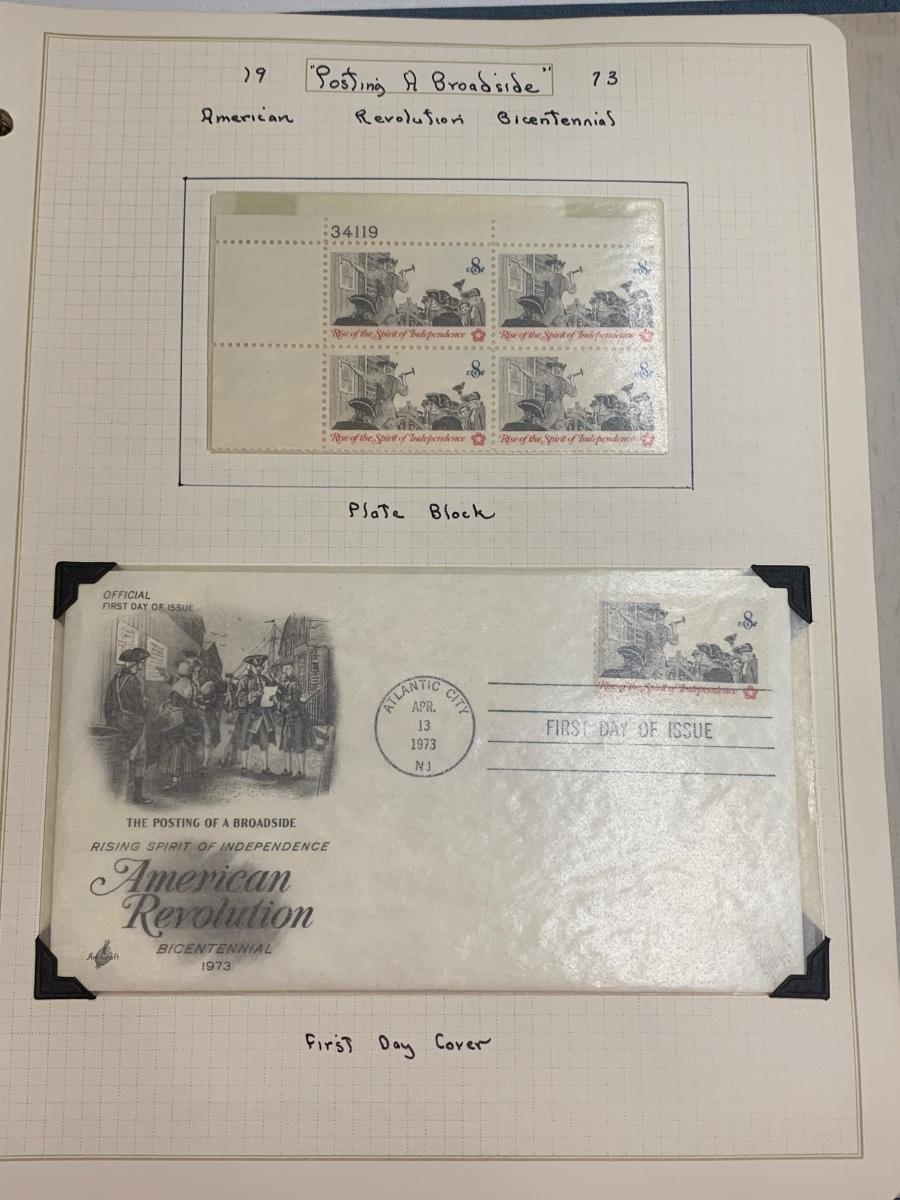 19 "Posting A Broadside" 73
American Revolution Bicentennial
34119
8c 8c
Rise of the Spirit of Independence Rise of the Spirit of Independence
8c 8c
Rise of the Spirit of Independence Rise of the Spirit of Independence
Plate Block
OFFICIAL
FIRST DAY OF ISSUE
8c
Rise of the Spirit of Independence
ATLANTIC CITY
APR.
13
1973
NJ
FIRST DAY OF ISSUE
THE POSTING OF A BROADSIDE
RISING SPIRIT OF INDEPENDENCE
American
Revolution
BICENTENNIAL
1973
ArtCraft
First Day Cover